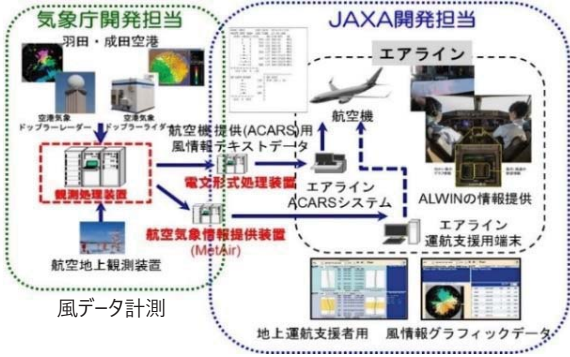 気象庁開発担当
羽田・成田空港
空港気象
ドップラーレーダー
空港気象
ドップラーライダー
観測処理装置
航空地上観測装置
風データ計測
JAXA開発担当
エアライン
航空機
航空機提供(ACARS)用
風情報テキストデータ
電文形式処理装置
航空気象情報提供装置
(MetAir)
エアライン
ACARSシステム
ALWINの情報提供
エアライン
運航支援用端末
地上運航支援者用
風情報グラフィックデータ